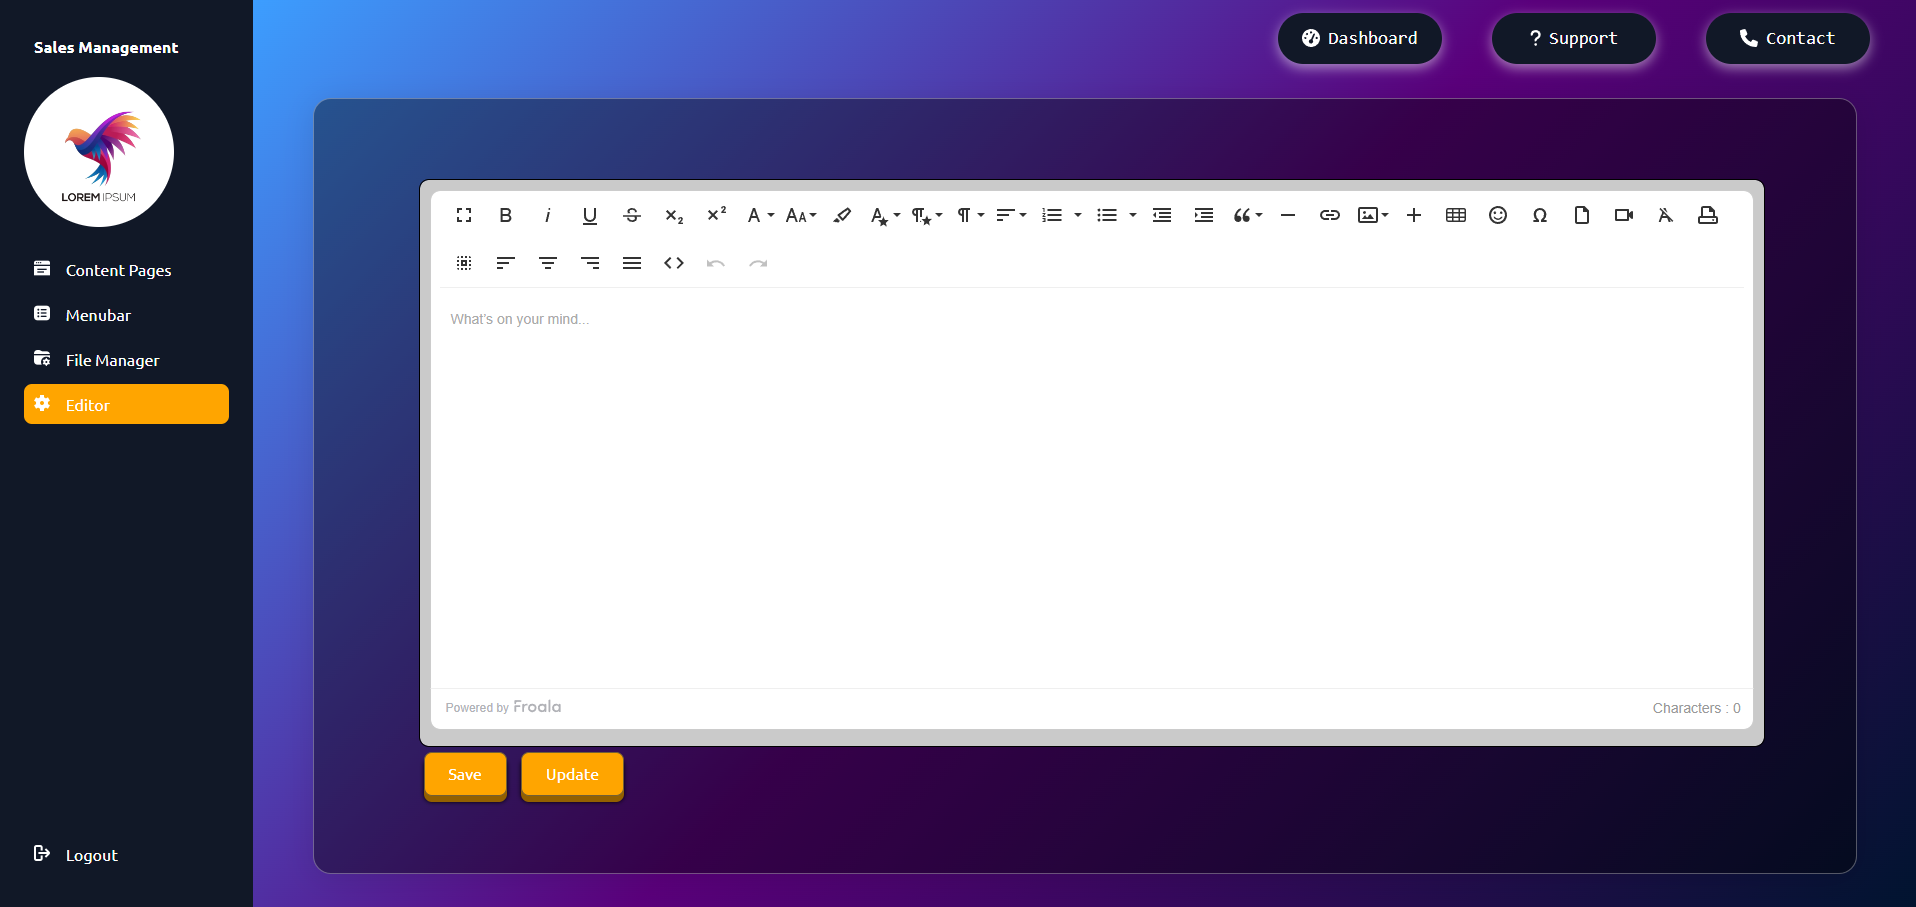 Sales Management
LOREM IPSUM
Content Pages
Menubar
File Manager
Editor
Logout
Dashboard
? Support
Contact
What's on your mind...
Powered by Froala
Characters : 0
Save
Update